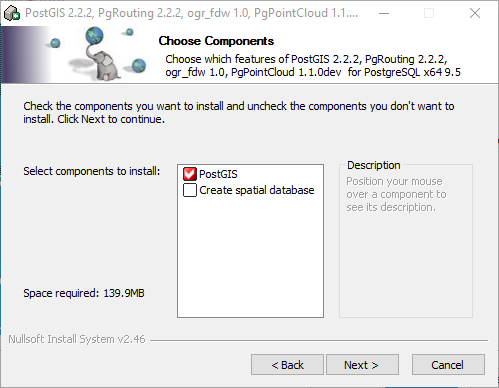 PostGIS 2.2.2, PgRouting 2.2.2, ogr_fdw 1.0, PgPointCloud 1.1....
Choose Components
Choose which features of PostGIS 2.2.2, PgRouting 2.2.2,
ogr_fdw 1.0, PgPointCloud 1.1.0dev  for PostgreSQL x64 9.5
Check the components you want to install and uncheck the components you don't want to
install. Click Next to continue.
Select components to install:
PostGIS
Create spatial database
Description
Position your mouse
over a component to
see its description.
Space required: 139.9MB
Nullsoft Install System v2.46
< Back
Next >
Cancel